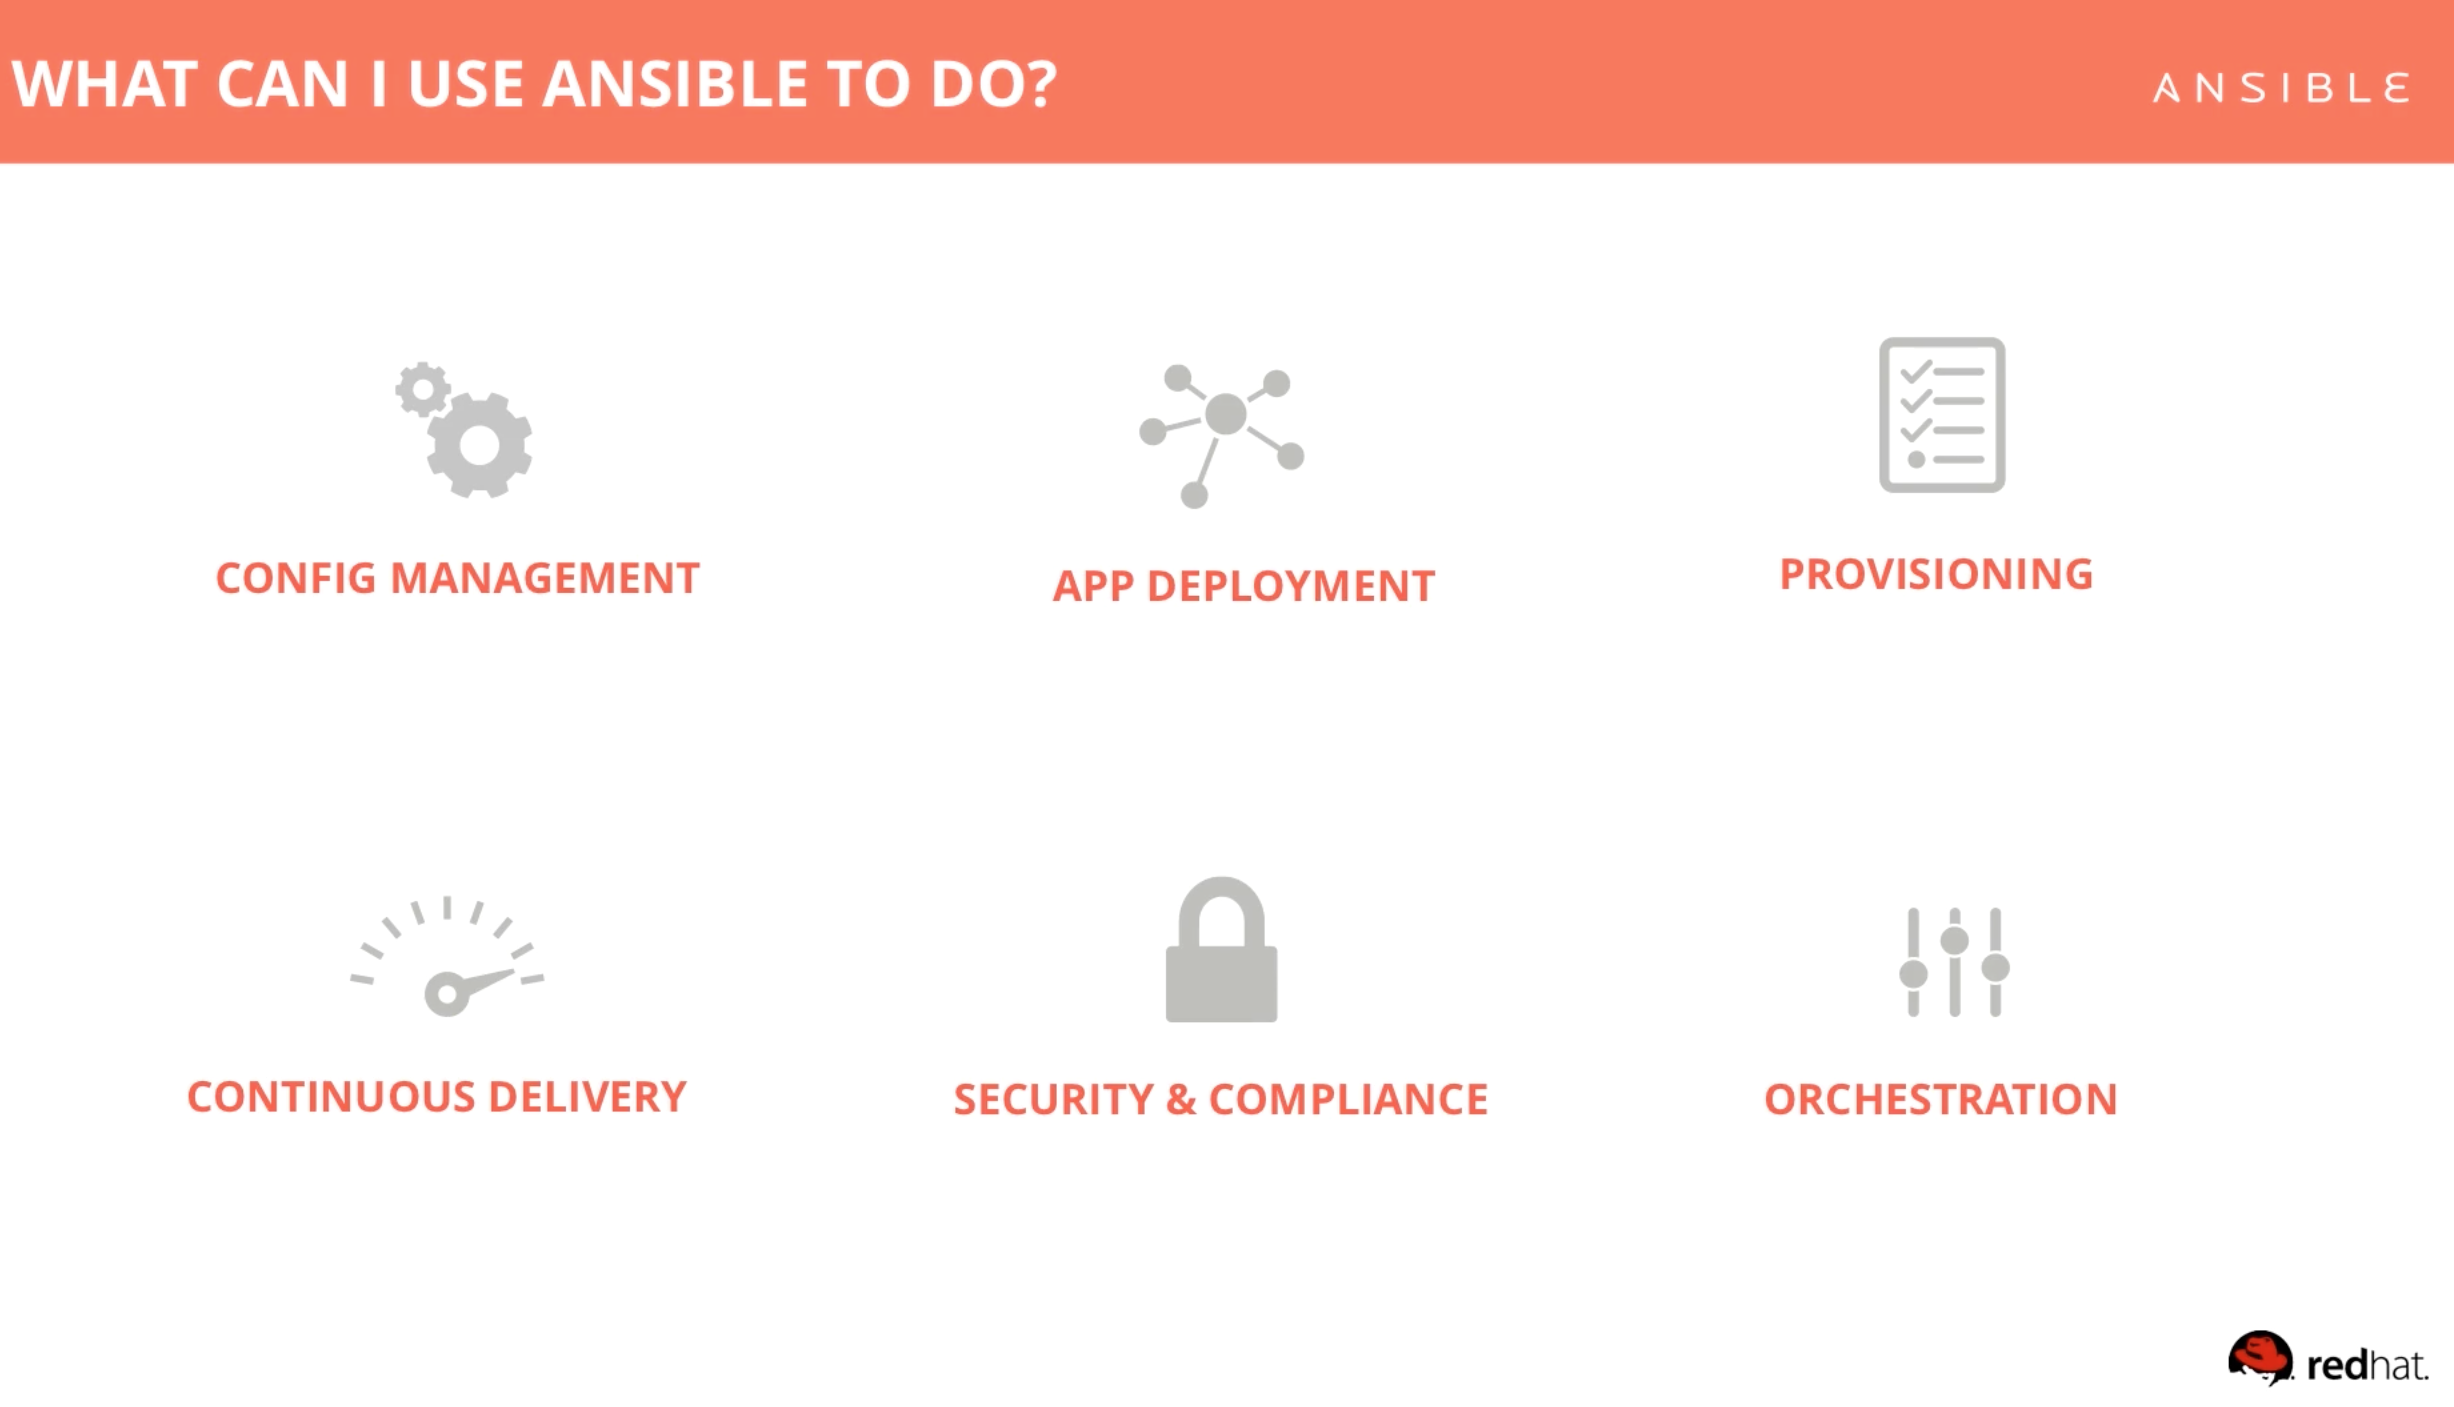 WHAT CAN I USE ANSIBLE TO DO?
ANSIBLE
CONFIG MANAGEMENT
APP DEPLOYMENT
PROVISIONING
CONTINUOUS DELIVERY
SECURITY & COMPLIANCE
ORCHESTRATION
redhat.